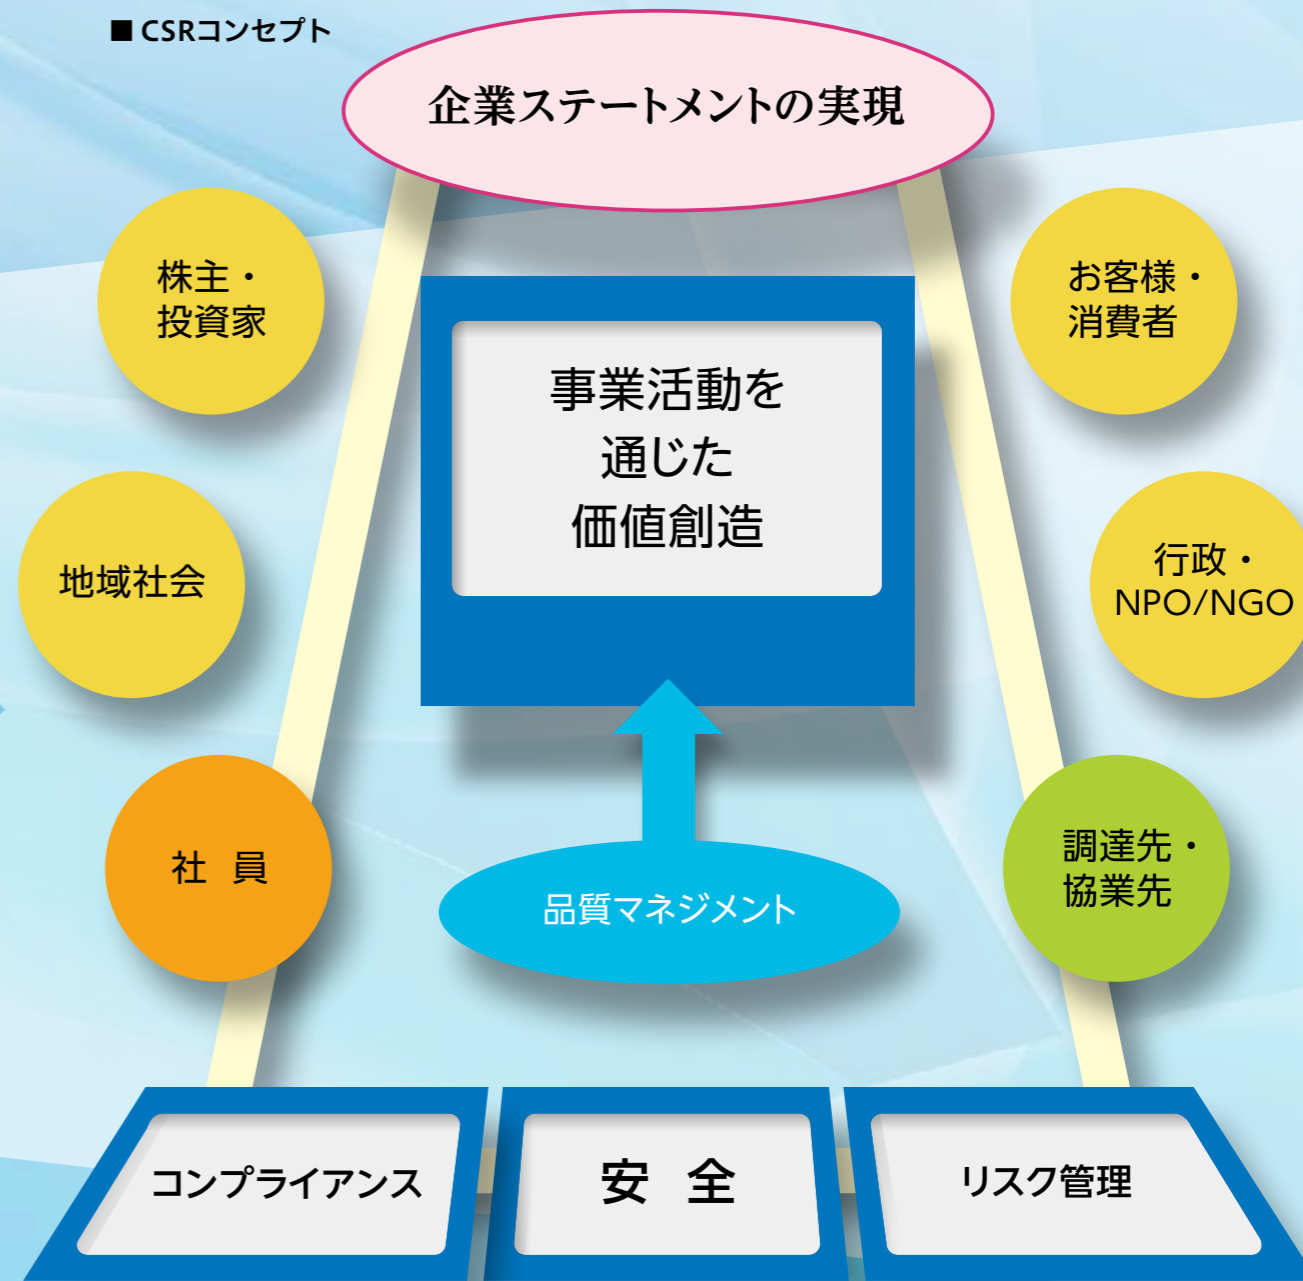 ■ CSRコンセプト
企業ステートメントの実現
株主・
投資家
お客様・
消費者
事業活動を
通じた
価値創造
地域社会
行政・
NPO/NGO
社 員
品質マネジメント
調達先・
協業先
コンプライアンス
安 全
リスク管理